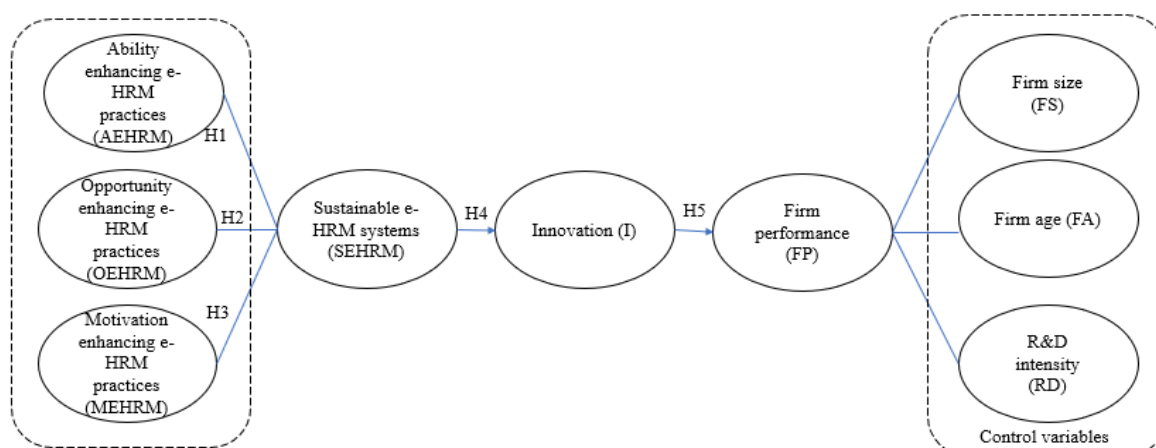 Ability
enhancing e-
HRM
practices
(AEHRM)
H1
Opportunity
enhancing e-
HRM
practices
(OEHRM)
H2
Motivation
enhancing e-
HRM
practices
(MEHRM)
H3
Sustainable e-
HRM systems
(SEHRM)
H4
Innovation (I)
H5
Firm
performance
(FP)
Firm size
(FS)
Firm age (FA)
R&D
intensity
(RD)
Control variables